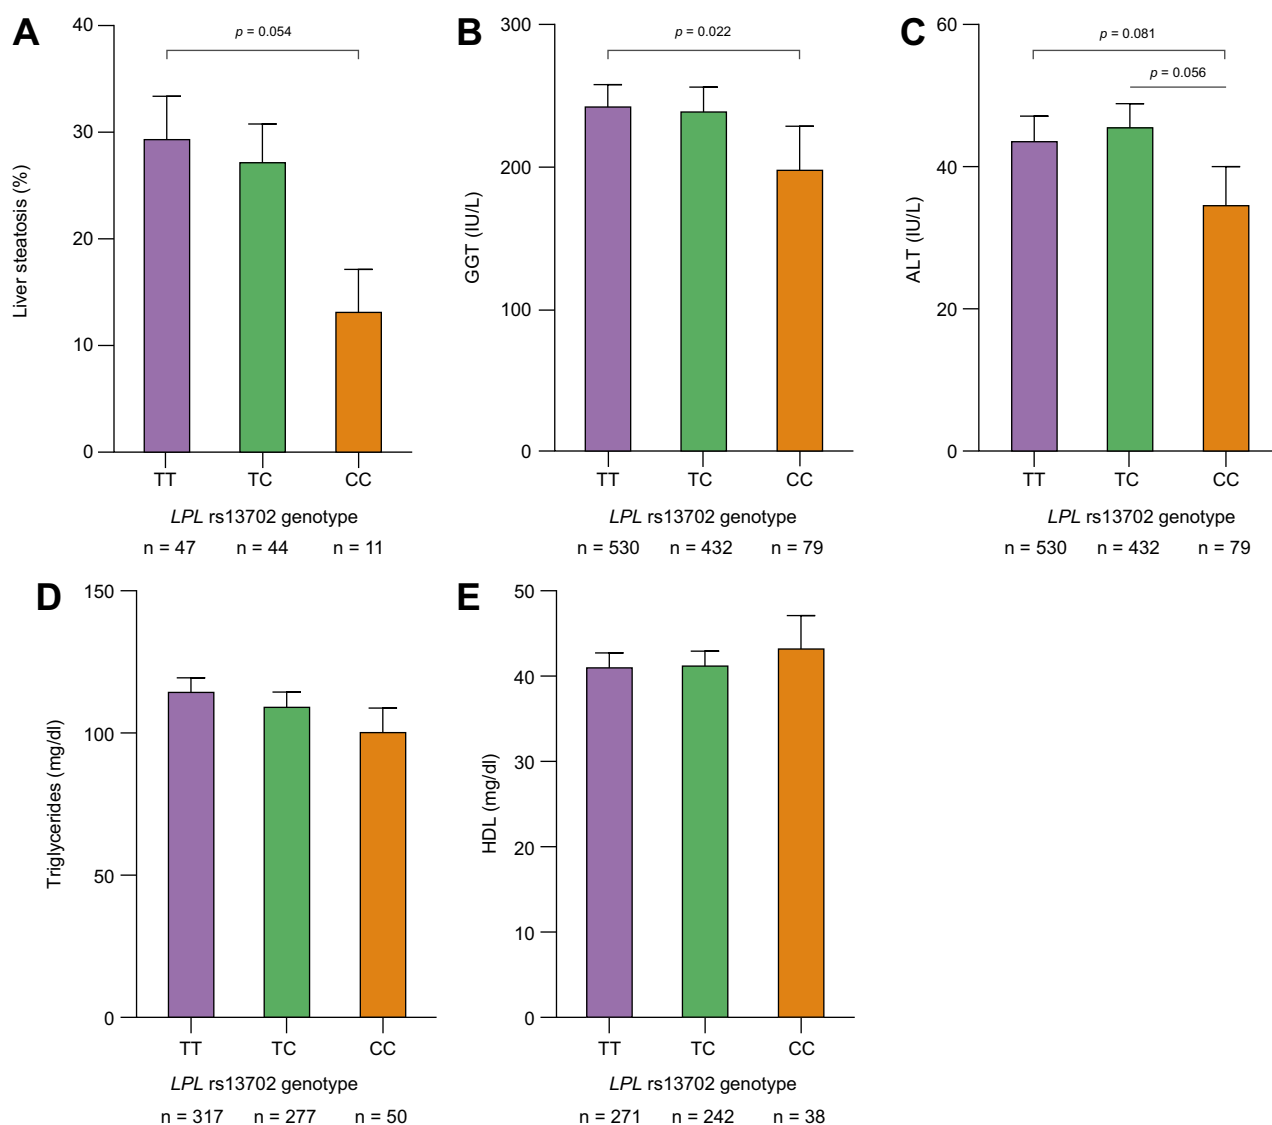 A
40
30
20
10
0
Liver steatosis (%)
p = 0.054
TT TC CC
LPL rs13702 genotype
n = 47 n = 44 n = 11
B
300
200
100
0
GGT (IU/L)
p = 0.022
TT TC CC
LPL rs13702 genotype
n = 530 n = 432 n = 79
C
60
40
20
0
ALT (IU/L)
p = 0.081
p = 0.056
TT TC CC
LPL rs13702 genotype
n = 530 n = 432 n = 79
D
150
100
50
0
Triglycerides (mg/dl)
TT TC CC
LPL rs13702 genotype
n = 317 n = 277 n = 50
E
50
40
30
20
10
0
HDL (mg/dl)
TT TC CC
LPL rs13702 genotype
n = 271 n = 242 n = 38